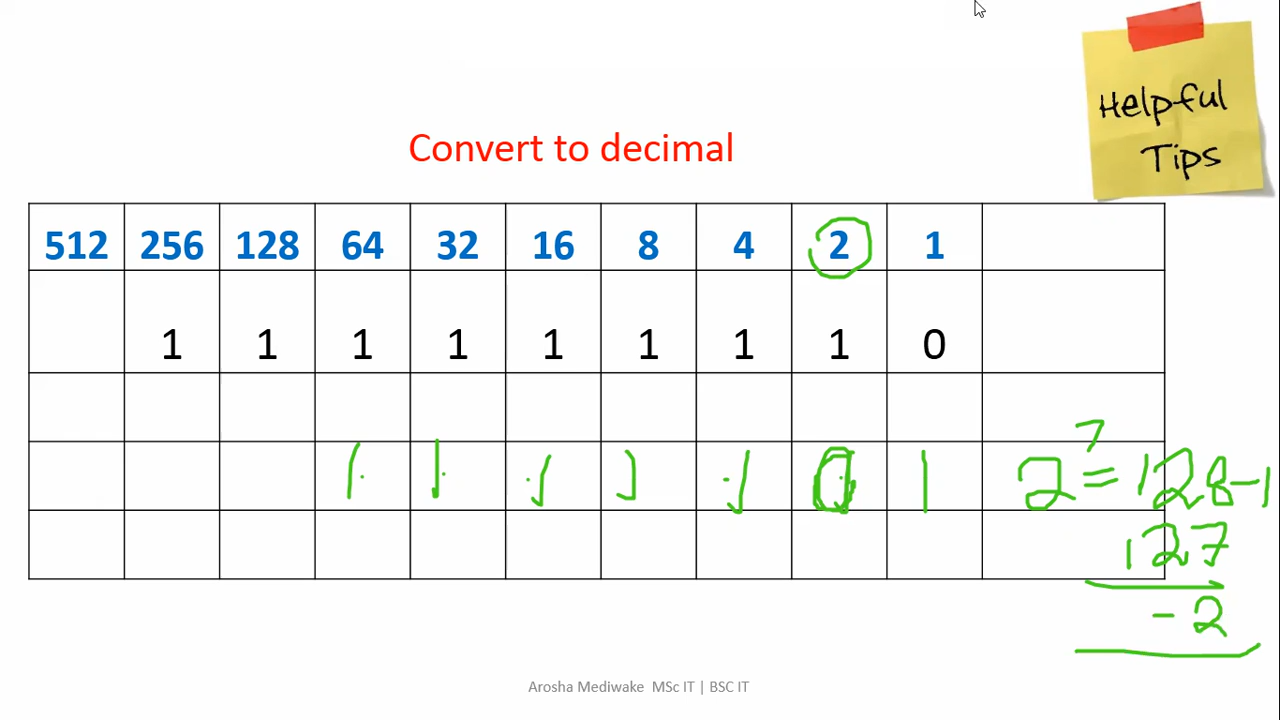 Helpful
Tips
Convert to decimal
512 256 128 64 32 16 8 4 2 1
1 1 1 1 1 1 1 1 0
1 1 1 1 1 0 1 2⁷ = 128-1
127
-2
Arosha Mediwake MSc IT | BSC IT